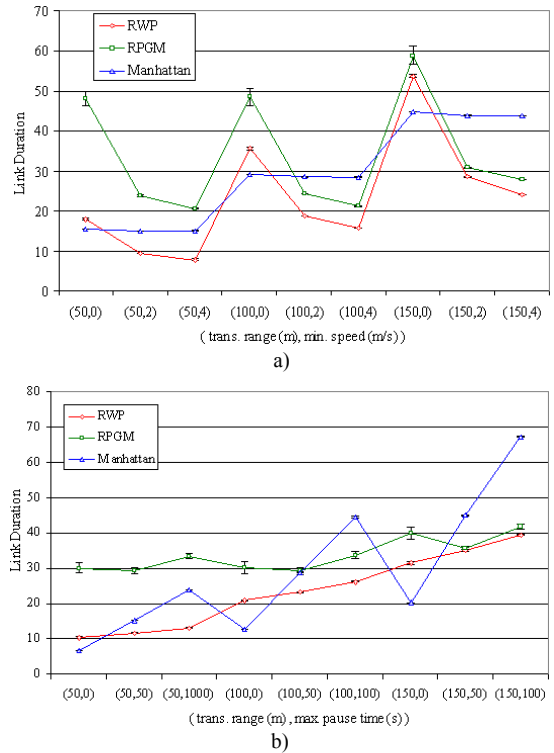 70
60
50
40
30
20
10
0
Link Duration
RWP
RPGM
Manhattan
(50,0) (50,2) (50,4) (100,0) (100,2) (100,4) (150,0) (150,2) (150,4)
( trans. range (m), min. speed (m/s) )
a)
80
70
60
50
40
30
20
10
0
Link Duration
RWP
RPGM
Manhattan
(50,0) (50,50) (50,1000) (100,0) (100,50) (100,100) (150,0) (150,50) (150,100)
( trans. range (m) , max pause time (s) )
b)